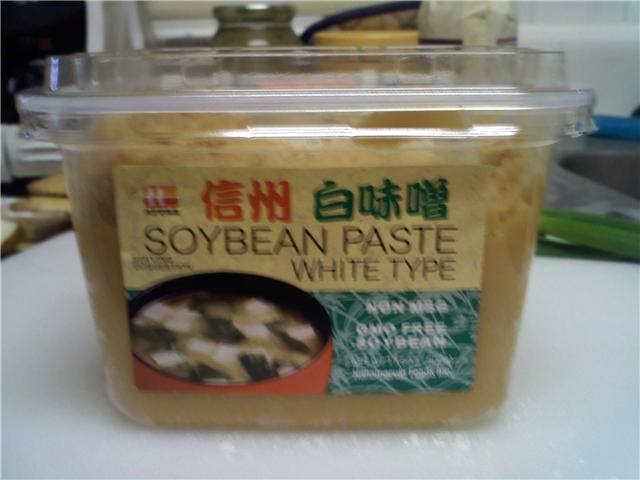 信州 白味噌
SOYBEAN PASTE
WHITE TYPE
NON MSG
GMO FREE
SOYBEAN